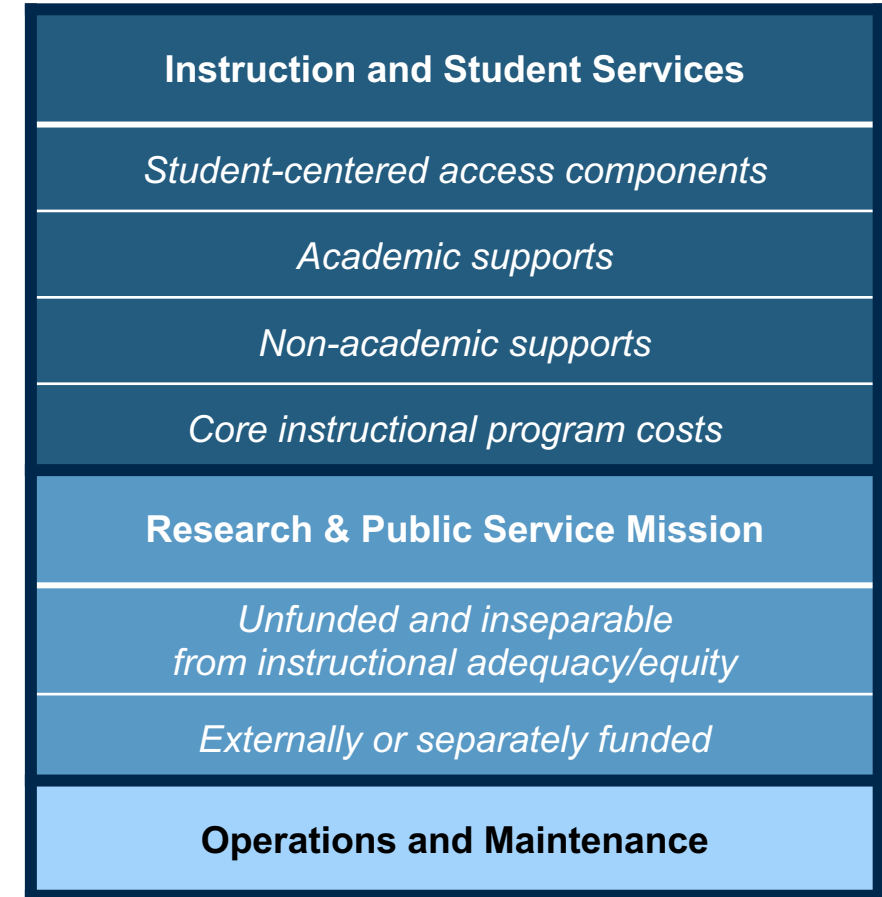 Instruction and Student Services
Student-centered access components
Academic supports
Non-academic supports
Core instructional program costs
Research & Public Service Mission
Unfunded and inseparable
from instructional adequacy/equity
Externally or separately funded
Operations and Maintenance